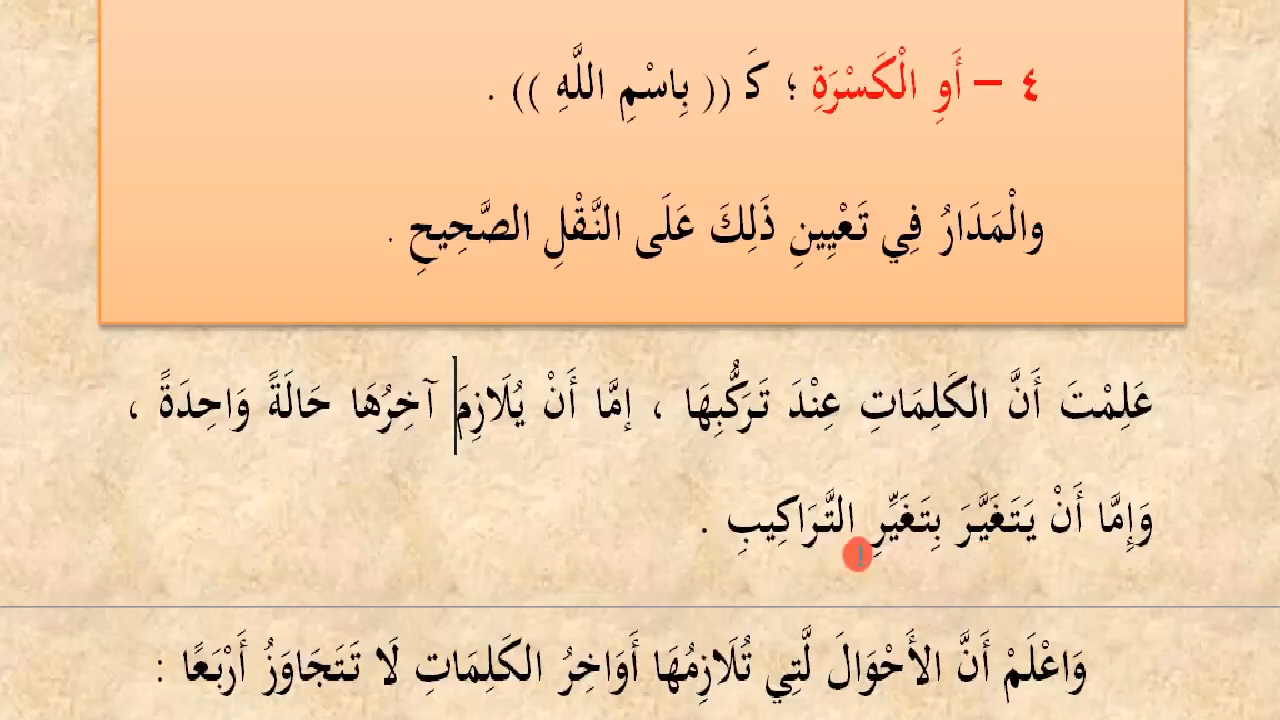 ٤ – أَوِ الْكَسْرَةِ ؛ كَـ (( بِاسْمِ اللَّهِ )) .
والْمَدَارُ فِي تَعْيِينِ ذَلِكَ عَلَى النَّقْلِ الصَّحِيحِ .
عَلِمْتَ أَنَّ الكَلِمَاتِ عِنْدَ تَرَكُّبِهَا ، إِمَّا أَنْ يُلَازِمَ آخِرُهَا حَالَةً وَاحِدَةً ،
وَإِمَّا أَنْ يَتَغَيَّرَ بِتَغَيِّرِ التَّرَاكِيبِ .
وَاعْلَمْ أَنَّ الأَحْوَالَ لَّتِي تُلَازِمُهَا أَوَاخِرُ الكَلِمَاتِ لَا تَتَجَاوَزُ أَرْبَعًا :